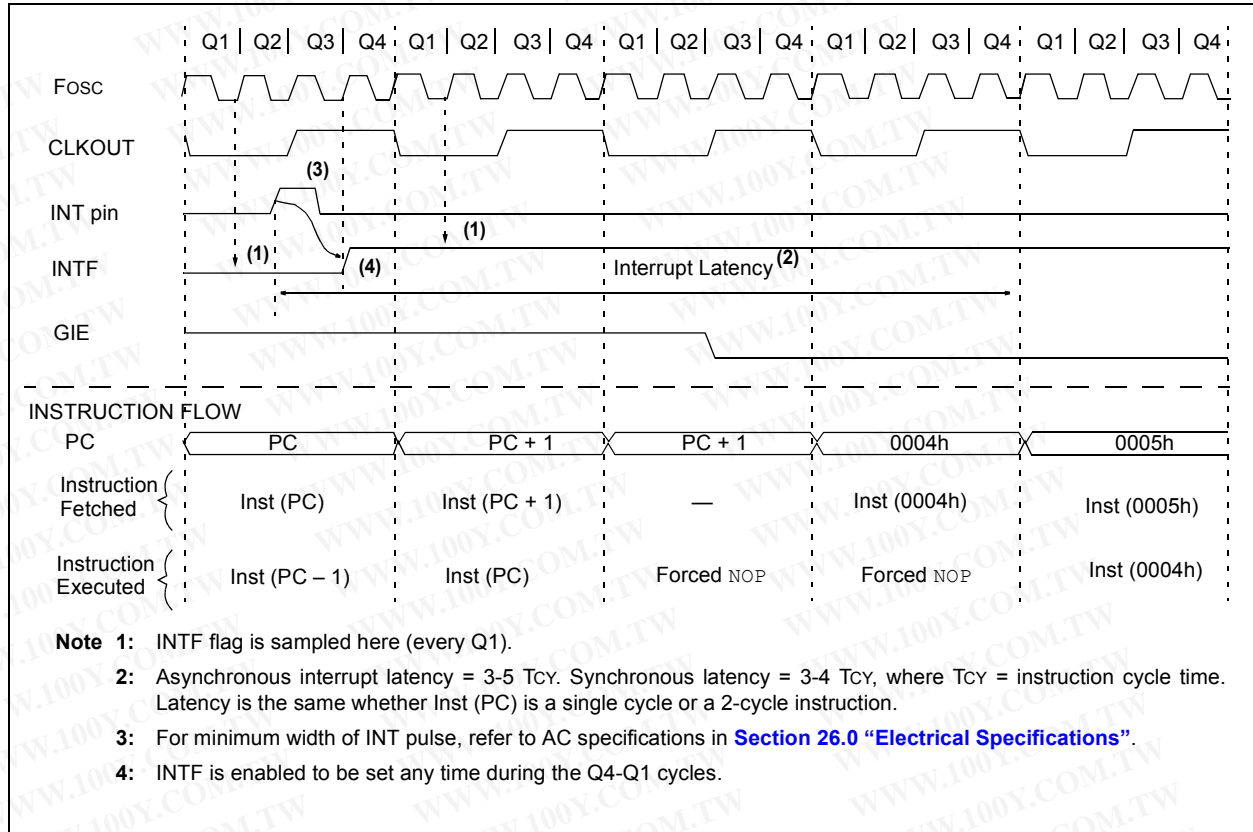 Q1 | Q2 | Q3 | Q4 Q1 | Q2 | Q3 | Q4 Q1 | Q2 | Q3 | Q4 Q1 | Q2 | Q3 | Q4 Q1 | Q2 | Q3 | Q4
FOSC
CLKOUT
(3)
INT pin
(1) (1)
INTF (4) Interrupt Latency (2)
GIE
INSTRUCTION FLOW
PC PC PC + 1 PC + 1 0004h 0005h
Instruction Fetched Inst (PC) Inst (PC + 1) — Inst (0004h) Inst (0005h)
Instruction Executed Inst (PC – 1) Inst (PC) Forced NOP Forced NOP Inst (0004h)
Note 1: INTF flag is sampled here (every Q1).
2: Asynchronous interrupt latency = 3-5 TCY. Synchronous latency = 3-4 TCY, where TCY = instruction cycle time.
Latency is the same whether Inst (PC) is a single cycle or a 2-cycle instruction.
3: For minimum width of INT pulse, refer to AC specifications in Section 26.0 “Electrical Specifications”.
4: INTF is enabled to be set any time during the Q4-Q1 cycles.
WWW.100Y.COM.TW